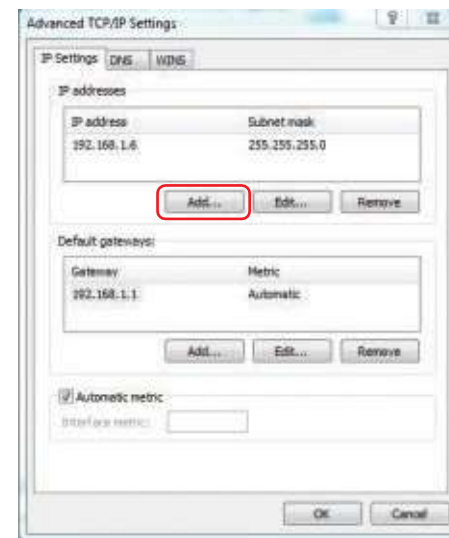 Advanced TCP/IP Settings
IP Settings DNS WINS
IP addresses
IP address Subnet mask
192.168.1.6 255.255.255.0
Add... Edit... Remove
Default gateways:
Gateway Metric
192.168.1.1 Automatic
Add... Edit... Remove
Automatic metric
Interface metric:
OK Cancel